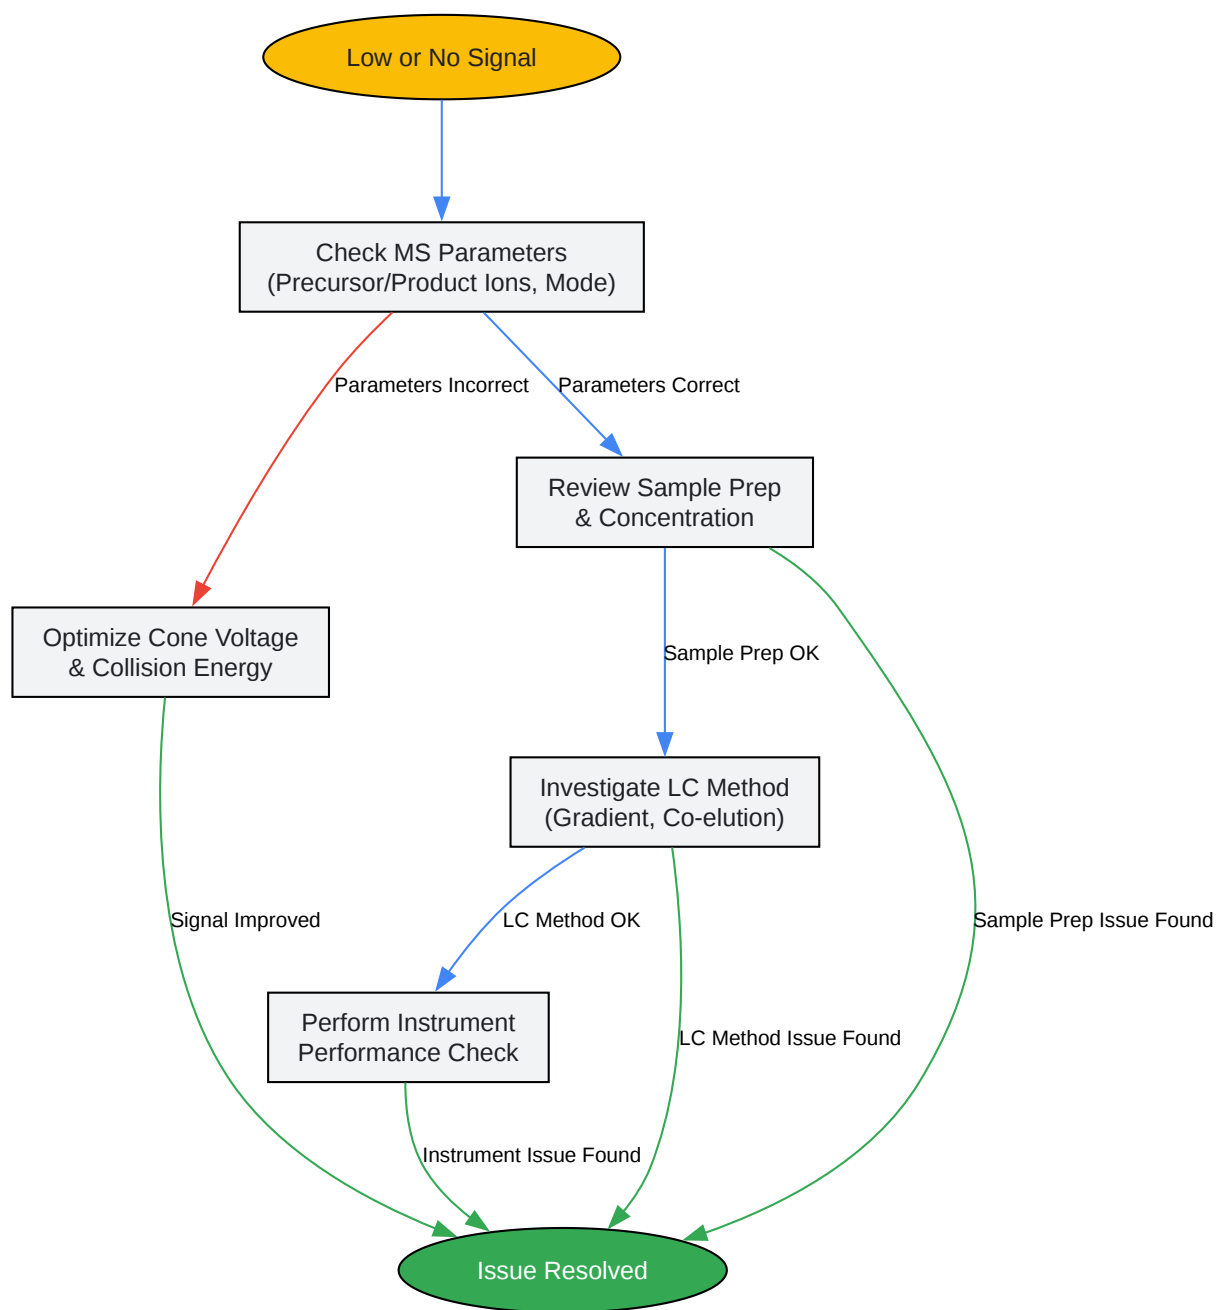 Low or No Signal
Check MS Parameters
(Precursor/Product Ions, Mode)
Parameters Incorrect
Parameters Correct
Review Sample Prep
& Concentration
Optimize Cone Voltage
& Collision Energy
Sample Prep OK
Investigate LC Method
(Gradient, Co-elution)
Signal Improved
LC Method OK
Sample Prep Issue Found
Perform Instrument
Performance Check
LC Method Issue Found
Instrument Issue Found
Issue Resolved